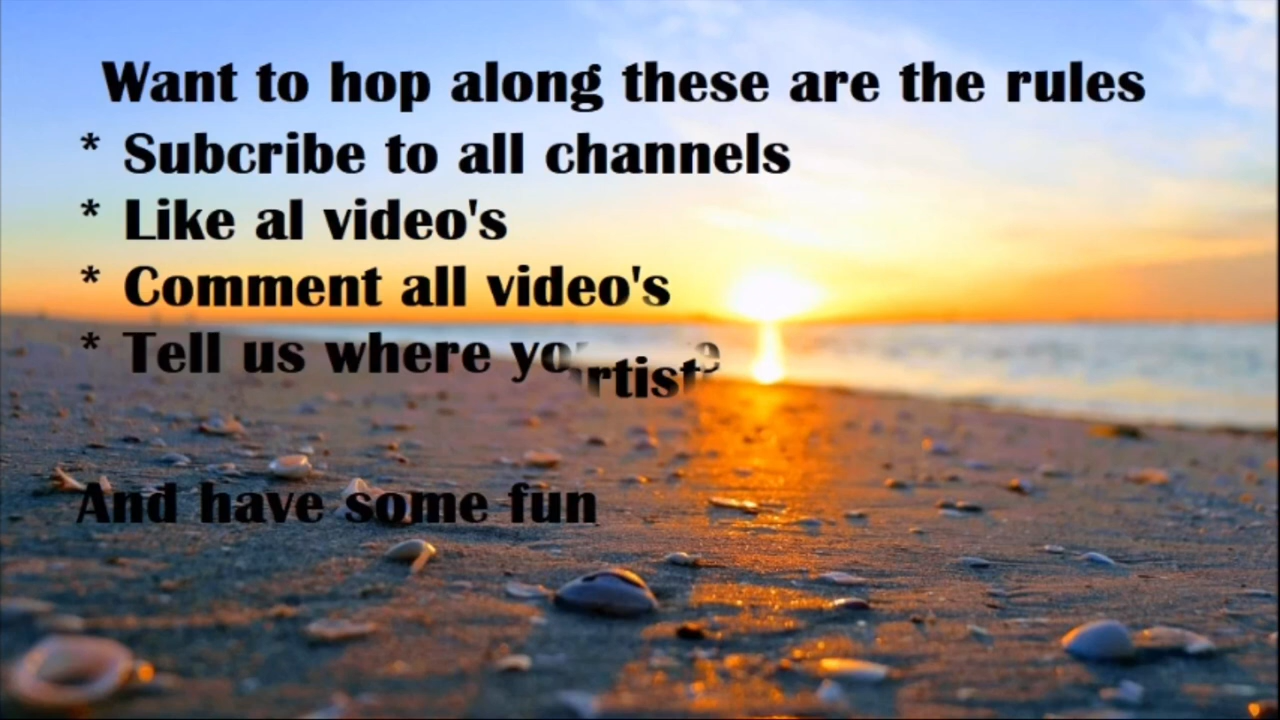 Want to hop along these are the rules
* Subcribe to all channels
* Like al video's
* Comment all video's
* Tell us where
And have some fun